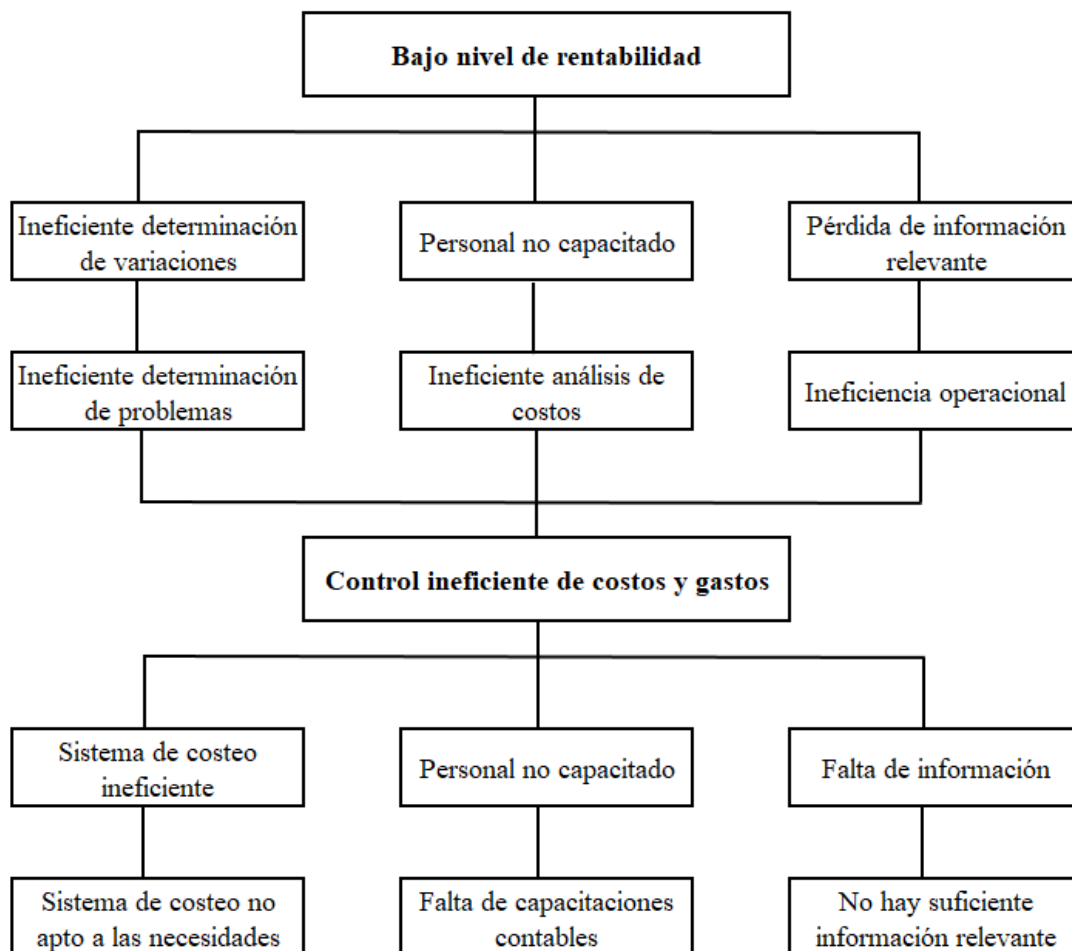 Bajo nivel de rentabilidad
Ineficiente determinación
de variaciones
Personal no capacitado
Pérdida de información
relevante
Ineficiente determinación
de problemas
Ineficiente análisis de
costos
Ineficiencia operacional
Control ineficiente de costos y gastos
Sistema de costeo
ineficiente
Personal no capacitado
Falta de información
Sistema de costeo no
apto a las necesidades
Falta de capacitaciones
contables
No hay suficiente
información relevante